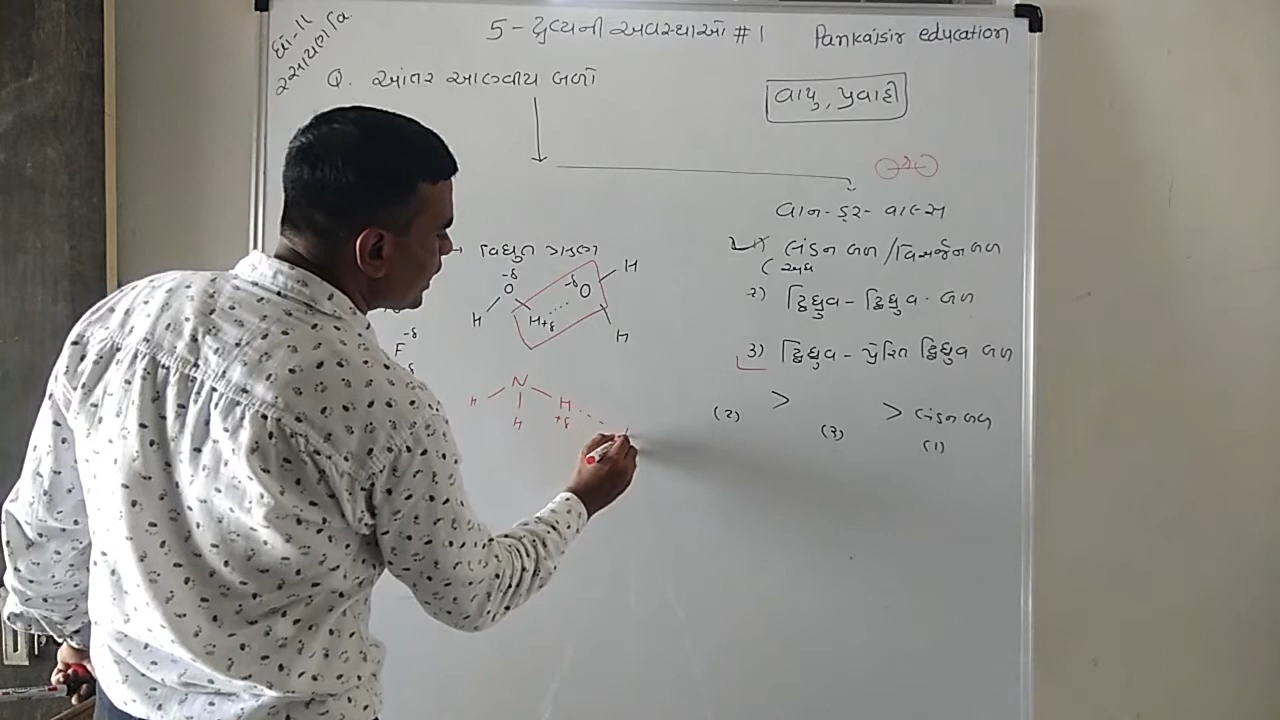 ધો-11
રસાયણ વિ.
5 - દ્રવ્યની અવસ્થાઓ #1
Pankajsir education
Q. આંતર આણ્વીય બળો
વાયુ, પ્રવાહી
વાન-ડર-વાલ્સ
વિદ્યુત ઋણતા
1) લંડન બળ / વિસર્જન બળ
2) દ્વિધ્રુવ - દ્વિધ્રુવ બળ
3) દ્વિધ્રુવ - પ્રેરિત દ્વિધ્રુવ બળ
-δ
O
H
H+δ
-δ
O
H
H
-δ
F
N
H
H
H
+δ
(2) > (3) > લંડન બળ
(1)